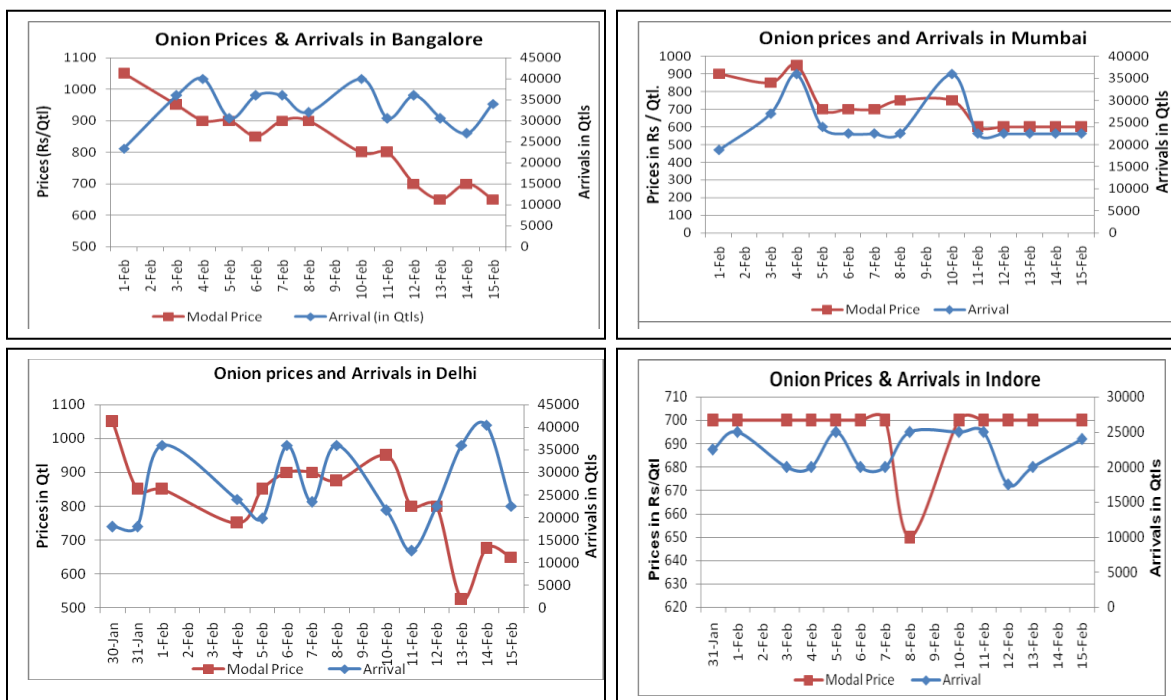 Onion Prices & Arrivals in Bangalore
Prices (Rs/Qtl)
1100
1000
900
800
700
600
500
45000
40000
35000
30000
25000
20000
15000
10000
5000
0
Arrivals in Qtls
1-Feb
2-Feb
3-Feb
4-Feb
5-Feb
6-Feb
7-Feb
8-Feb
9-Feb
10-Feb
11-Feb
12-Feb
13-Feb
14-Feb
15-Feb
Modal Price
Arrival (in Qtls)
Onion prices and Arrivals in Mumbai
Prices in Rs / Qtl.
1000
900
800
700
600
500
400
300
200
100
0
40000
35000
30000
25000
20000
15000
10000
5000
0
Arrivals in Qtls
1-Feb
2-Feb
3-Feb
4-Feb
5-Feb
6-Feb
7-Feb
8-Feb
9-Feb
10-Feb
11-Feb
12-Feb
13-Feb
14-Feb
15-Feb
Modal Price
Arrival
Onion prices and Arrivals in Delhi
Prices in Qtl
1100
1000
900
800
700
600
500
45000
40000
35000
30000
25000
20000
15000
10000
5000
0
Arrivals in Qtls
30-Jan
31-Jan
1-Feb
2-Feb
3-Feb
4-Feb
5-Feb
6-Feb
7-Feb
8-Feb
9-Feb
10-Feb
11-Feb
12-Feb
13-Feb
14-Feb
15-Feb
Modal Price
Arrival
Onion Prices & Arrivals in Indore
Prices in Rs/Qtl
710
700
690
680
670
660
650
640
630
620
30000
25000
20000
15000
10000
5000
0
Arrivals in Qtls
31-Jan
1-Feb
2-Feb
3-Feb
4-Feb
5-Feb
6-Feb
7-Feb
8-Feb
9-Feb
10-Feb
11-Feb
12-Feb
13-Feb
14-Feb
15-Feb
Modal Price
Arrival